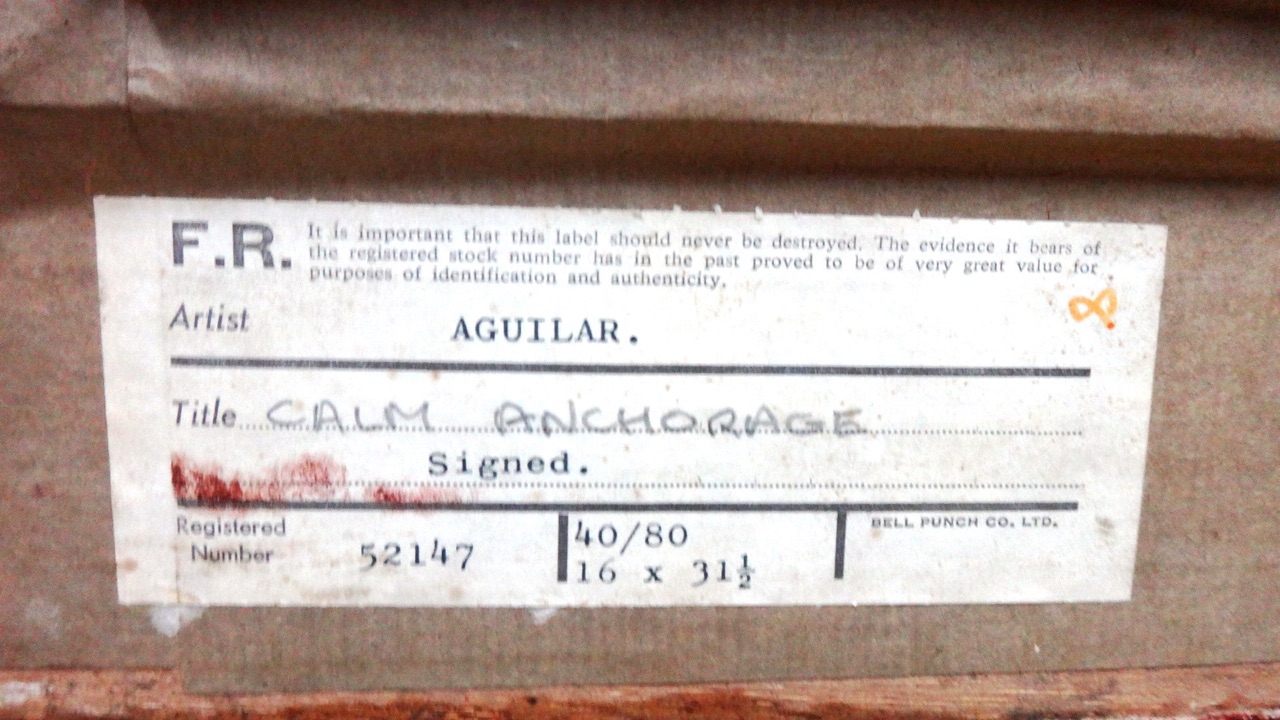 F.R. It is important that this label should never be destroyed. The evidence it bears of
the registered stock number has in the past proved to be of very great value for
purposes of identification and authenticity.
Artist AGUILAR.
Title CALM ANCHORAGE
Signed.
Registered Number 52147
40/80
16 x 31½
BELL PUNCH CO. LTD.